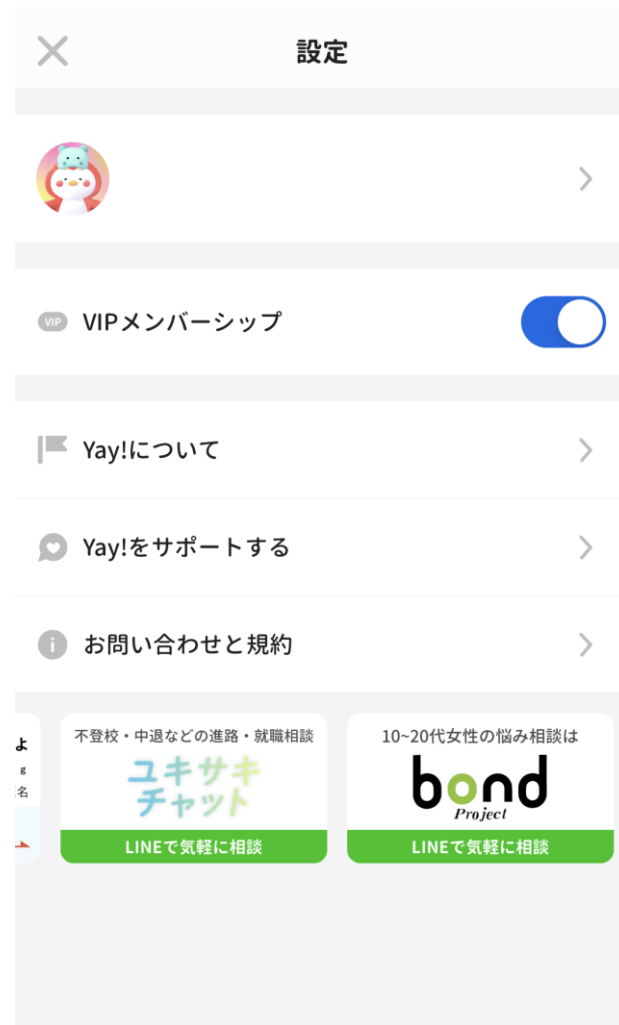 設定
VIP
VIPメンバーシップ
Yay!について
Yay!をサポートする
お問い合わせと規約
よ
g
名
不登校・中退などの進路・就職相談
ユキサキ
チャット
LINEで気軽に相談
10~20代女性の悩み相談は
bond
Project
LINEで気軽に相談